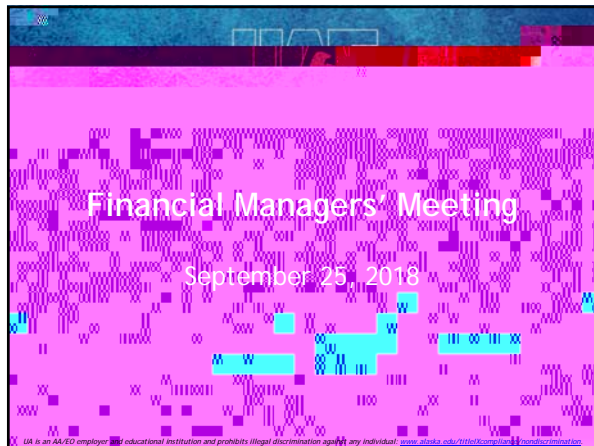 Financial Managers' Meeting
September 25, 2018
UA is an AA/EO employer and educational institution and prohibits illegal discrimination against any individual: www.alaska.edu/titleIXcompliance/nondiscrimination.